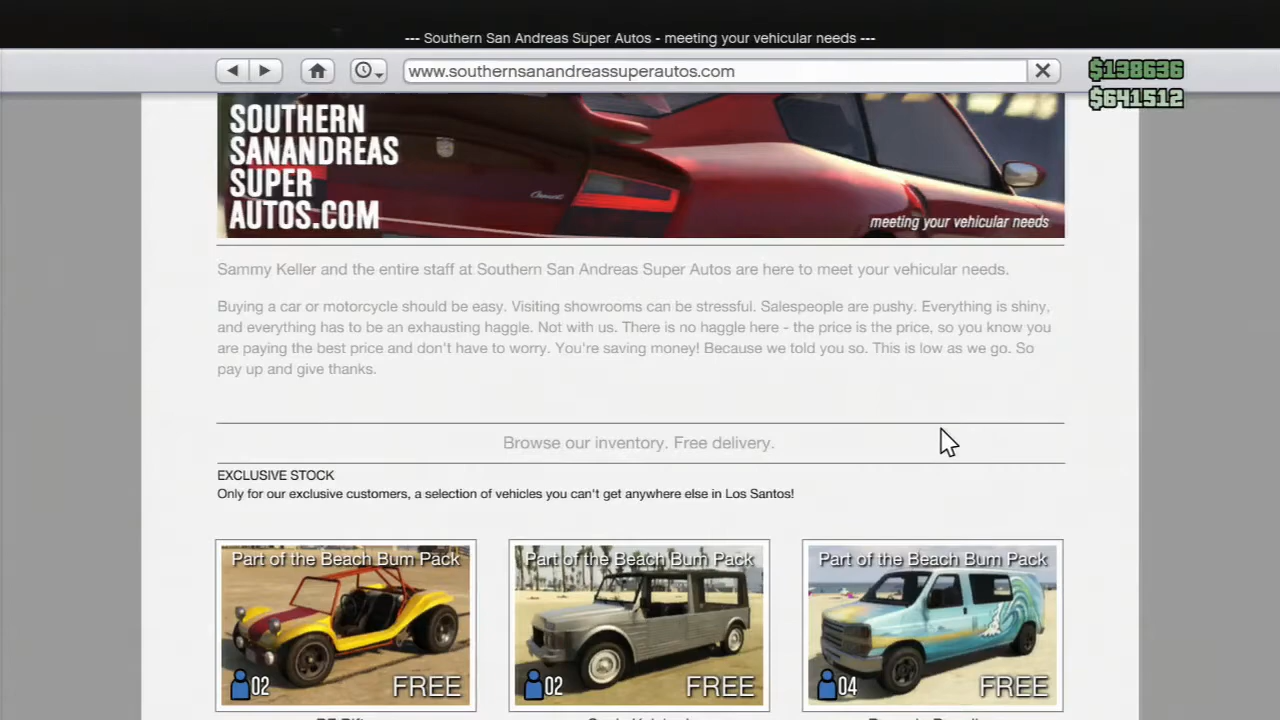 --- Southern San Andreas Super Autos - meeting your vehicular needs ---
www.southernsanandreassuperautos.com
$138636
$641512
SOUTHERN
SANANDREAS
SUPER
AUTOS.COM
meeting your vehicular needs
Sammy Keller and the entire staff at Southern San Andreas Super Autos are here to meet your vehicular needs.
Buying a car or motorcycle should be easy. Visiting showrooms can be stressful. Salespeople are pushy. Everything is shiny,
and everything has to be an exhausting haggle. Not with us. There is no haggle here - the price is the price, so you know you
are paying the best price and don't have to worry. You're saving money! Because we told you so. This is low as we go. So
pay up and give thanks.
Browse our inventory. Free delivery.
EXCLUSIVE STOCK
Only for our exclusive customers, a selection of vehicles you can't get anywhere else in Los Santos!
Part of the Beach Bum Pack
02
FREE
Part of the Beach Bum Pack
02
FREE
Part of the Beach Bum Pack
04
FREE